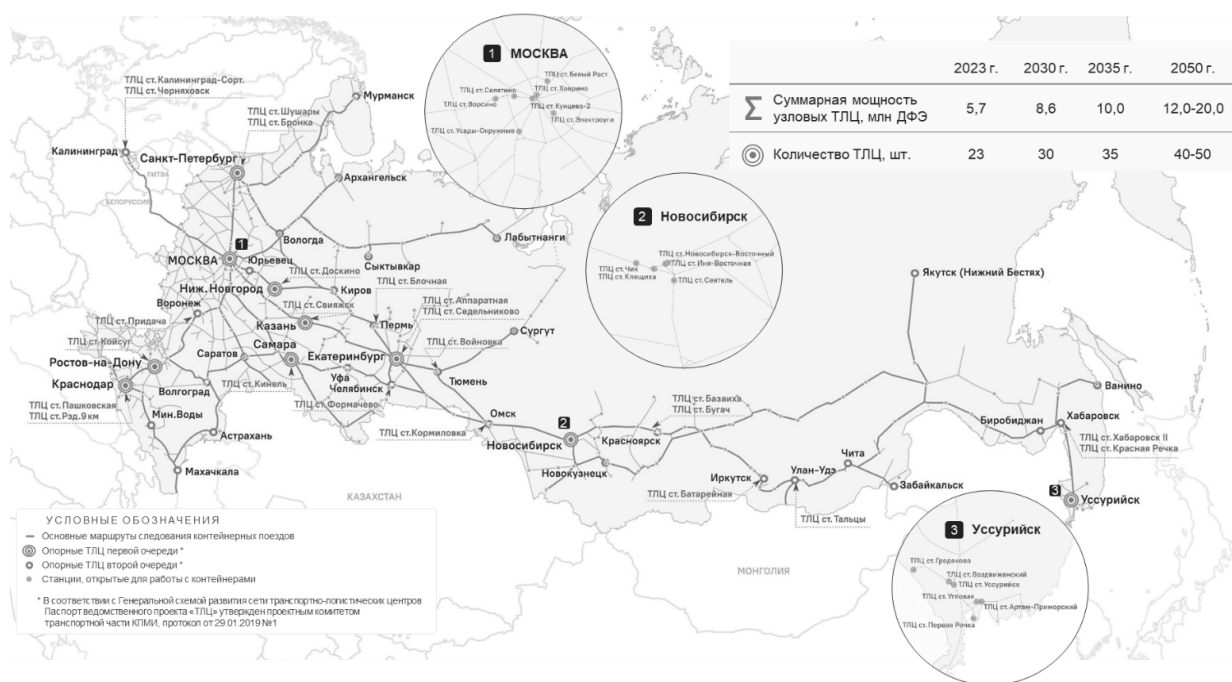 2023 г. 2030 г. 2035 г. 2050 г.
Σ Суммарная мощность
узловых ТЛЦ, млн ДФЭ 5,7 8,6 10,0 12,0-20,0
Количество ТЛЦ, шт. 23 30 35 40-50
1 МОСКВА
ТЛЦ ст.Белый Раст
ТЛЦ ст.Селятино
ТЛЦ ст.Ховрино
ТЛЦ ст.Ворсино
ТЛЦ ст.Кунцево-2
ТЛЦ ст.Электроугли
ТЛЦ ст.Усады-Окружные
2 Новосибирск
ТЛЦ ст.Новосибирск-Восточный
ТЛЦ ст.Чик
ТЛЦ ст.Иня-Восточная
ТЛЦ ст.Клещиха
ТЛЦ ст.Сеятель
ТЛЦ ст.Калининград-Сорт.
ТЛЦ ст.Черняховск
Мурманск
ТЛЦ ст.Шушары
ТЛЦ ст.Бронка
Калининград
Санкт-Петербург
ЛИТВА
Архангельск
БЕЛОРУССИЯ
1
Вологда
Лабытнанги
МОСКВА
Юрьевец
Сыктывкар
ТЛЦ ст.Доскино
Якутск (Нижний Бестях)
Ниж.Новгород
Киров
ТЛЦ ст.Блочная
Воронеж
ТЛЦ ст.Свияжск
ТЛЦ ст.Аппаратная
ТЛЦ ст.Седельниково
ТЛЦ ст.Придача
Казань
Пермь
Сургут
ТЛЦ ст.Койсуг
Самара
ТЛЦ ст.Войновка
Ростов-на-Дону
Саратов
Екатеринбург
Краснодар
Уфа
Тюмень
Волгоград
ТЛЦ ст.Кинель
Челябинск
Ванино
ТЛЦ ст.Пашковская
ТЛЦ ст.Рзд.9 км
ТЛЦ ст.Формачево
ТЛЦ ст.Базаиха
ТЛЦ ст.Бугач
Мин.Воды
Омск
2
Биробиджан
Хабаровск
Астрахань
ТЛЦ ст.Кормиловка
Новосибирск
Красноярск
ТЛЦ ст.Хабаровск II
ТЛЦ ст.Красная Речка
Махачкала
Новокузнецк
Чита
Иркутск
Улан-Удэ
Забайкальск
3
КАЗАХСТАН
ТЛЦ ст.Батарейная
Уссурийск
ТЛЦ ст.Тальцы
МОНГОЛИЯ
3 Уссурийск
ТЛЦ ст.Гродеково
ТЛЦ ст.Воздвиженский
ТЛЦ ст.Уссурийск
ТЛЦ ст.Угловая
ТЛЦ ст.Артем-Приморский
ТЛЦ ст.Первая Речка
УСЛОВНЫЕ ОБОЗНАЧЕНИЯ
Основные маршруты следования контейнерных поездов
Опорные ТЛЦ первой очереди *
Опорные ТЛЦ второй очереди *
Станции, открытые для работы с контейнерами
* В соответствии с Генеральной схемой развития сети транспортно-логистических центров
Паспорт ведомственного проекта «ТЛЦ» утвержден проектным комитетом
транспортной части КПМИ, протокол от 29.01.2019 №1